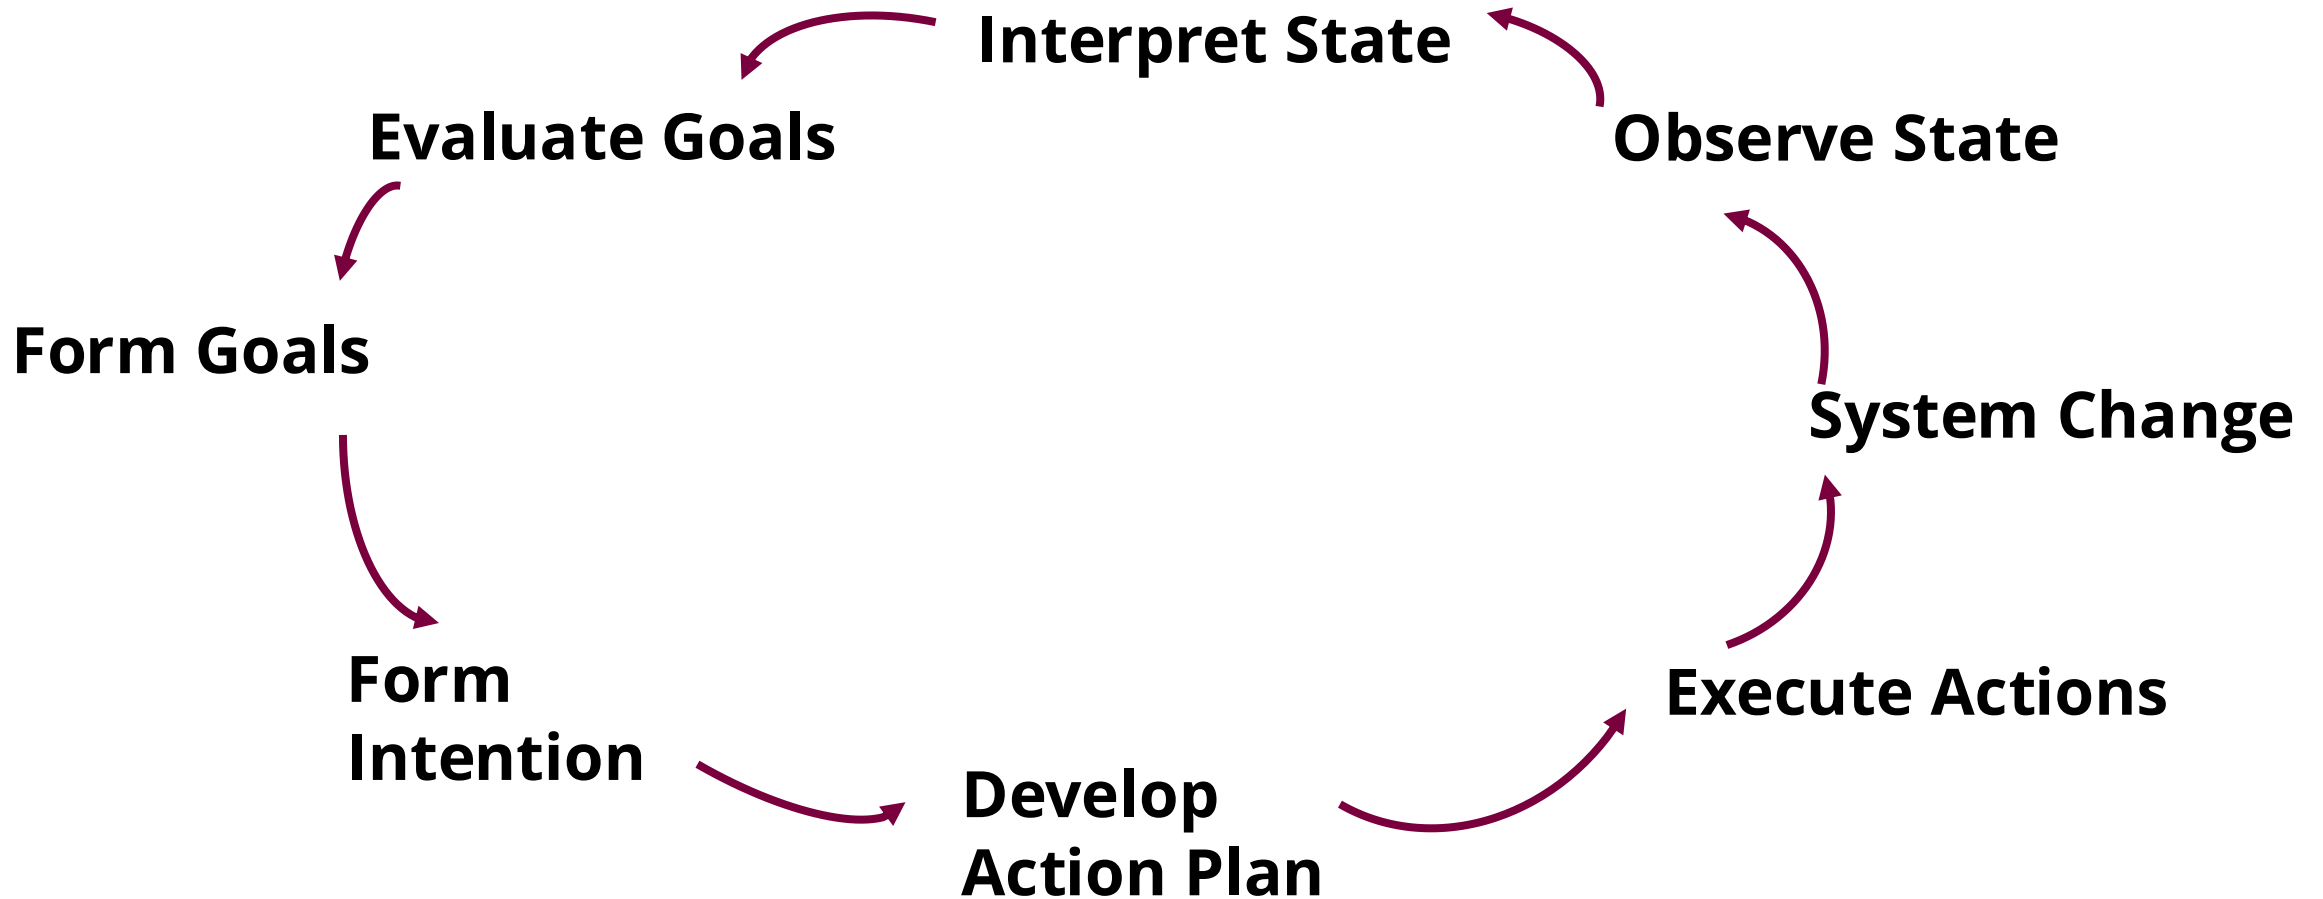 Interpret State
Evaluate Goals
Observe State
Form Goals
System Change
Form
Intention
Execute Actions
Develop
Action Plan